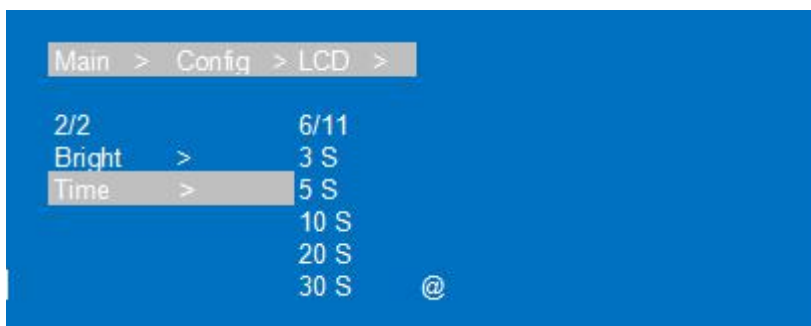 Main > Config > LCD >
2/2 6/11
Bright > 3 S
Time > 5 S
10 S
20 S
30 S @